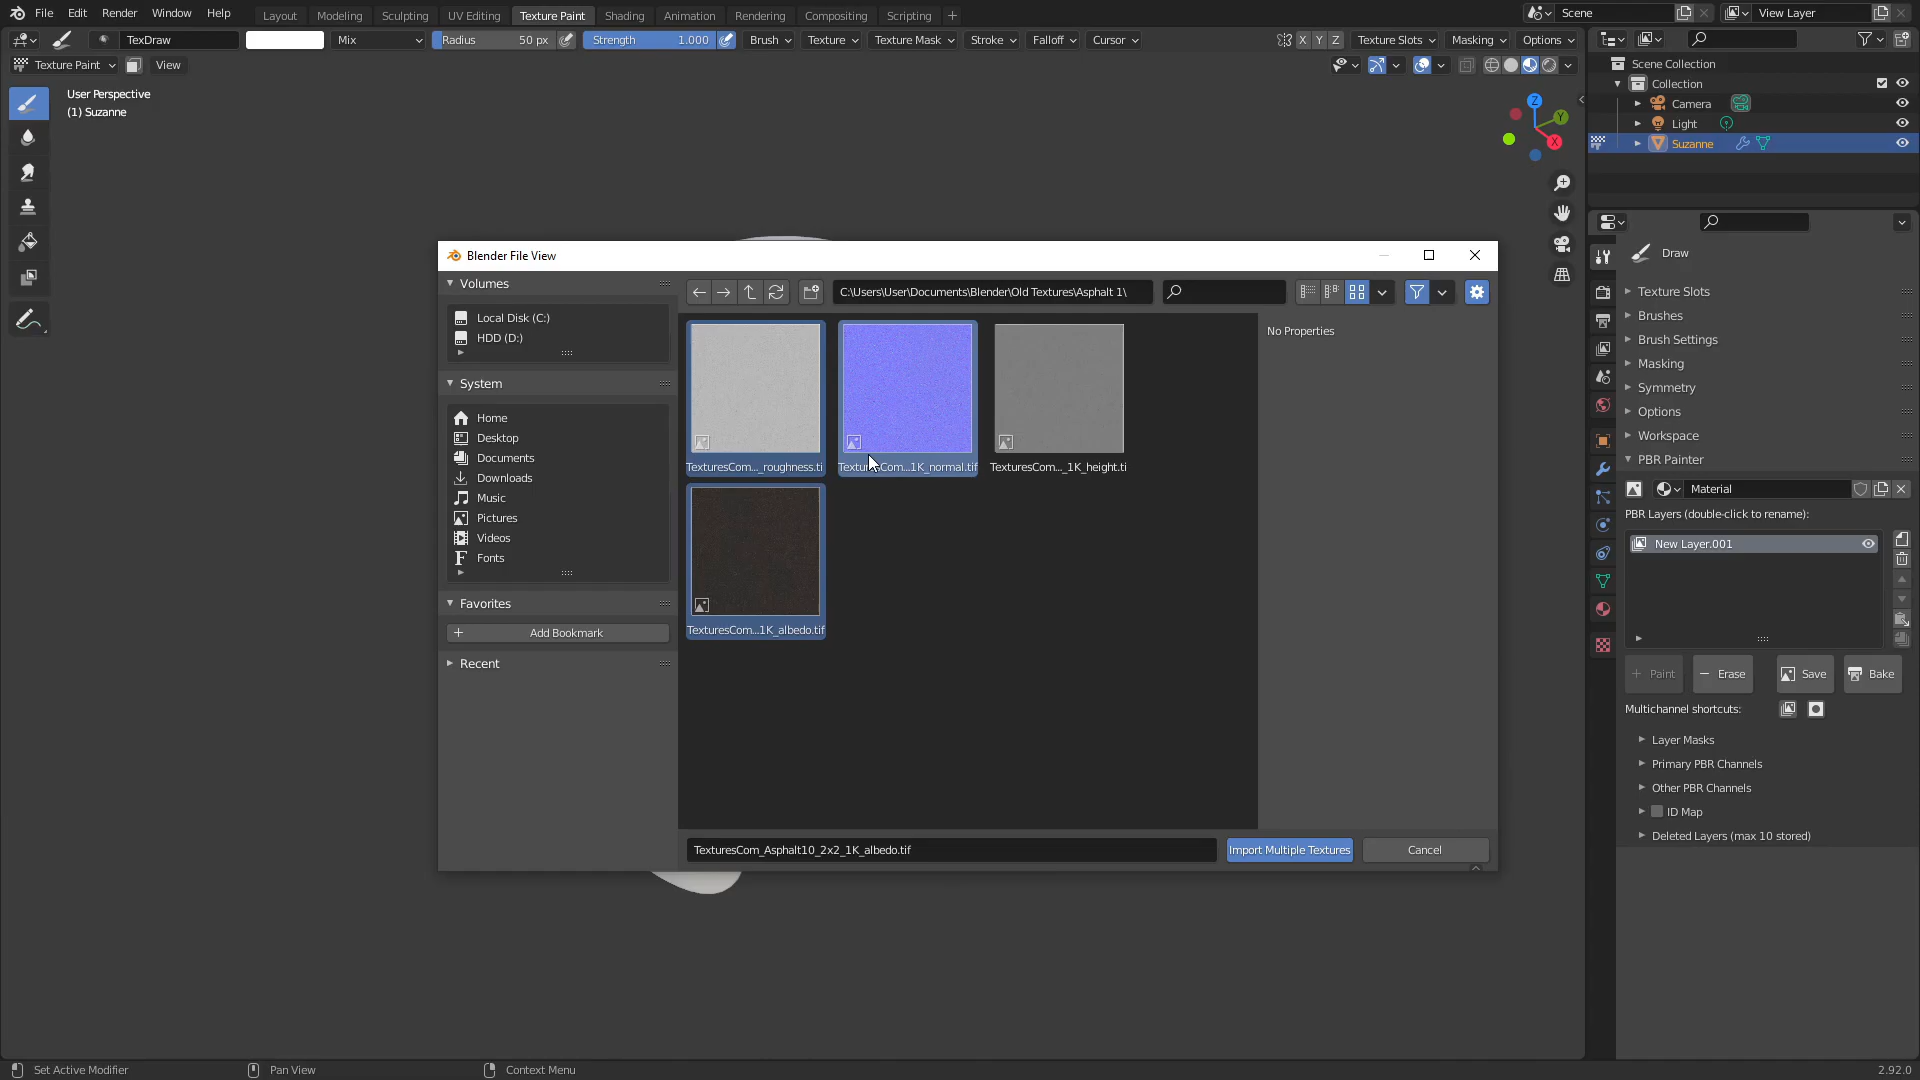 File Edit Render Window Help Layout Modeling Sculpting UV Editing Texture Paint Shading Animation Rendering Compositing Scripting + Scene View Layer
TexDraw Mix Radius 50 px Strength 1.000 Brush Texture Texture Mask Stroke Falloff Cursor X Y Z Texture Slots Masking Options
Texture Paint View
User Perspective
(1) Suzanne
Z
Y
X
Scene Collection
Collection
Camera
Light
Suzanne
Draw
Texture Slots
Brushes
Brush Settings
Masking
Symmetry
Options
Workspace
PBR Painter
Material
PBR Layers (double-click to rename):
New Layer.001
+ Paint — Erase Save Bake
Multichannel shortcuts:
Layer Masks
Primary PBR Channels
Other PBR Channels
ID Map
Deleted Layers (max 10 stored)
Blender File View
Volumes
Local Disk (C:)
HDD (D:)
System
Home
Desktop
Documents
Downloads
Music
Pictures
Videos
Fonts
Favorites
+ Add Bookmark
Recent
C:\Users\User\Documents\Blender\Old Textures\Asphalt 1\
No Properties
TexturesCom..._roughness.ti
TexturesCom...1K_normal.tif
TexturesCom..._1K_height.ti
TexturesCom...1K_albedo.tif
TexturesCom_Asphalt10_2x2_1K_albedo.tif
Import Multiple Textures
Cancel
Set Active Modifier Pan View Context Menu 2.92.0